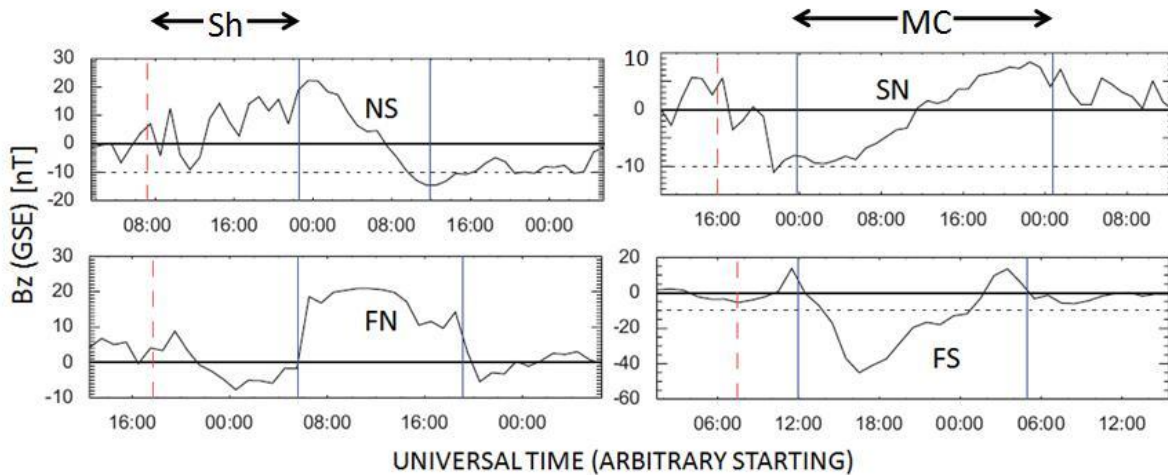 Sh
MC
Bz (GSE) [nT]
30
20
10
0
-10
-20
NS
08:00 16:00 00:00 08:00 16:00 00:00
10
0
-10
SN
16:00 00:00 08:00 16:00 00:00 08:00
30
20
10
0
-10
FN
16:00 00:00 08:00 16:00 00:00
20
0
-20
-40
-60
FS
06:00 12:00 18:00 00:00 06:00 12:00
UNIVERSAL TIME (ARBITRARY STARTING)